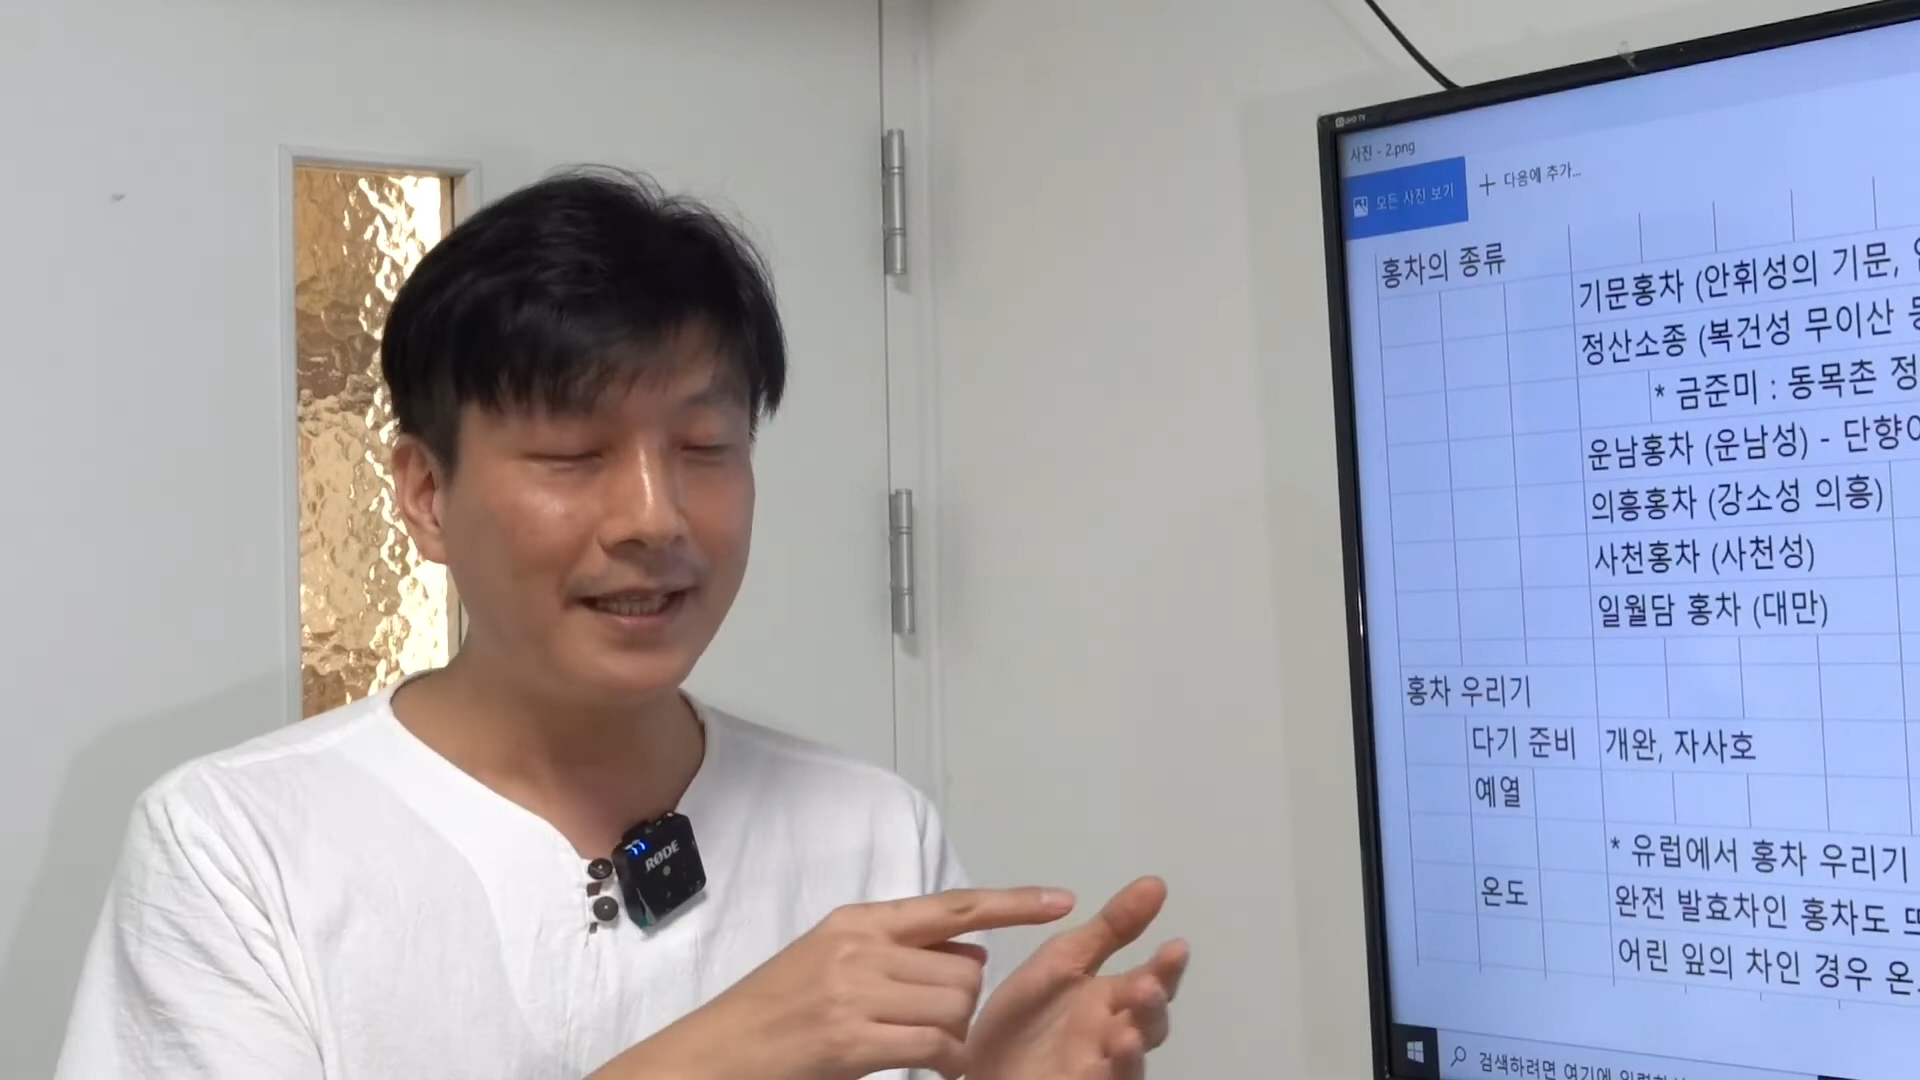 UHD TV
사진 - 2.png
모든 사진 보기
다음에 추가...
홍차의 종류
기문홍차 (안휘성의 기문,
정산소종 (복건성 무이산
* 금준미 : 동목촌
운남홍차 (운남성) - 단향이
의흥홍차 (강소성 의흥)
사천홍차 (사천성)
일월담 홍차 (대만)
홍차 우리기
다기 준비 개완, 자사호
예열
* 유럽에서 홍차 우리기
온도 완전 발효차인 홍차도
어린 잎의 차인 경우
검색하려면 여기에
RØDE